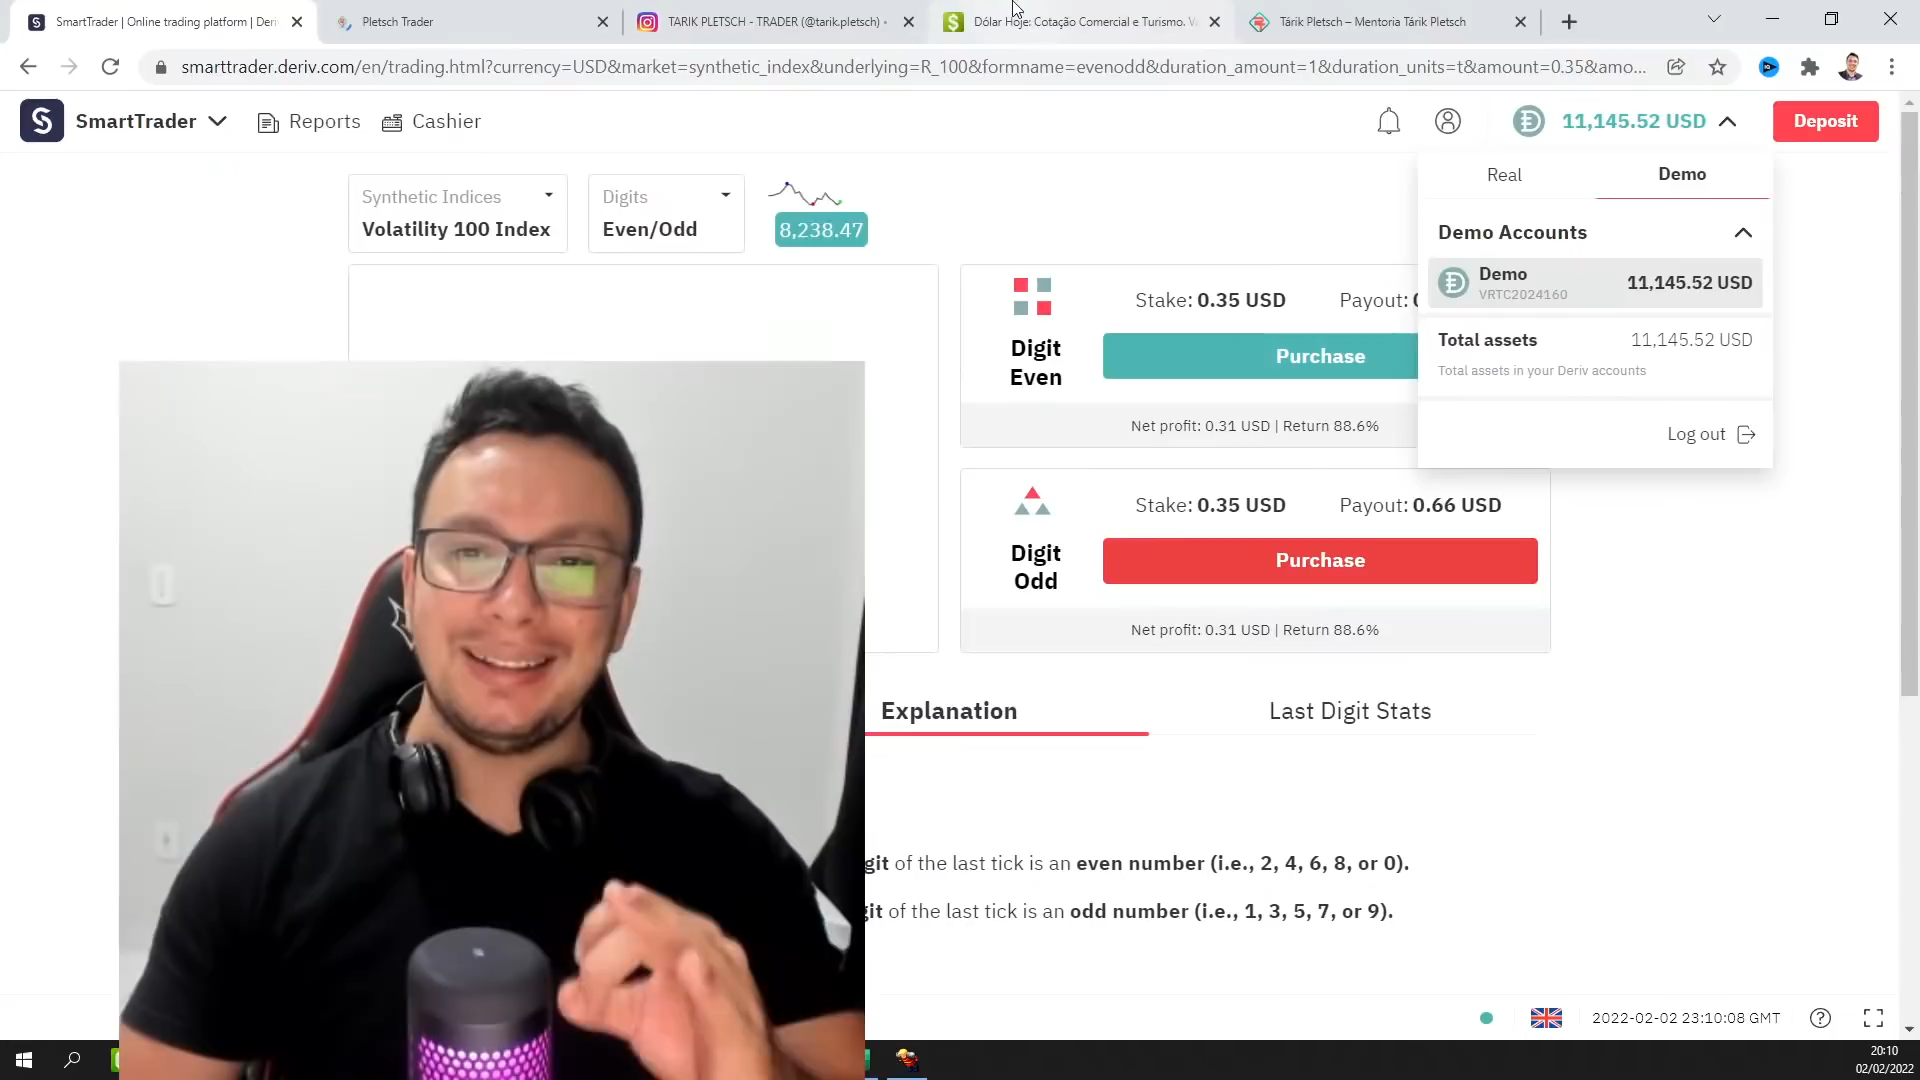 SmartTrader | Online trading platform | Deri
Pletsch Trader
TARIK PLETSCH - TRADER (@tarik.pletsch) •
Dólar Hoje: Cotação Comercial e Turismo. V
Tárik Pletsch – Mentoria Tárik Pletsch
smarttrader.deriv.com/en/trading.html?currency=USD&market=synthetic_index&underlying=R_100&formname=evenodd&duration_amount=1&duration_units=t&amount=0.35&amo...
SmartTrader
Reports
Cashier
11,145.52 USD
Deposit
Real
Demo
Demo Accounts
Demo
VRTC2024160
11,145.52 USD
Total assets
11,145.52 USD
Total assets in your Deriv accounts
Log out
Synthetic Indices
Volatility 100 Index
Digits
Even/Odd
8,238.47
Digit
Even
Stake: 0.35 USD
Payout:
Purchase
Net profit: 0.31 USD | Return 88.6%
Digit
Odd
Stake: 0.35 USD
Payout: 0.66 USD
Purchase
Net profit: 0.31 USD | Return 88.6%
Explanation
Last Digit Stats
git of the last tick is an even number (i.e., 2, 4, 6, 8, or 0).
git of the last tick is an odd number (i.e., 1, 3, 5, 7, or 9).
2022-02-02 23:10:08 GMT
20:10
02/02/2022